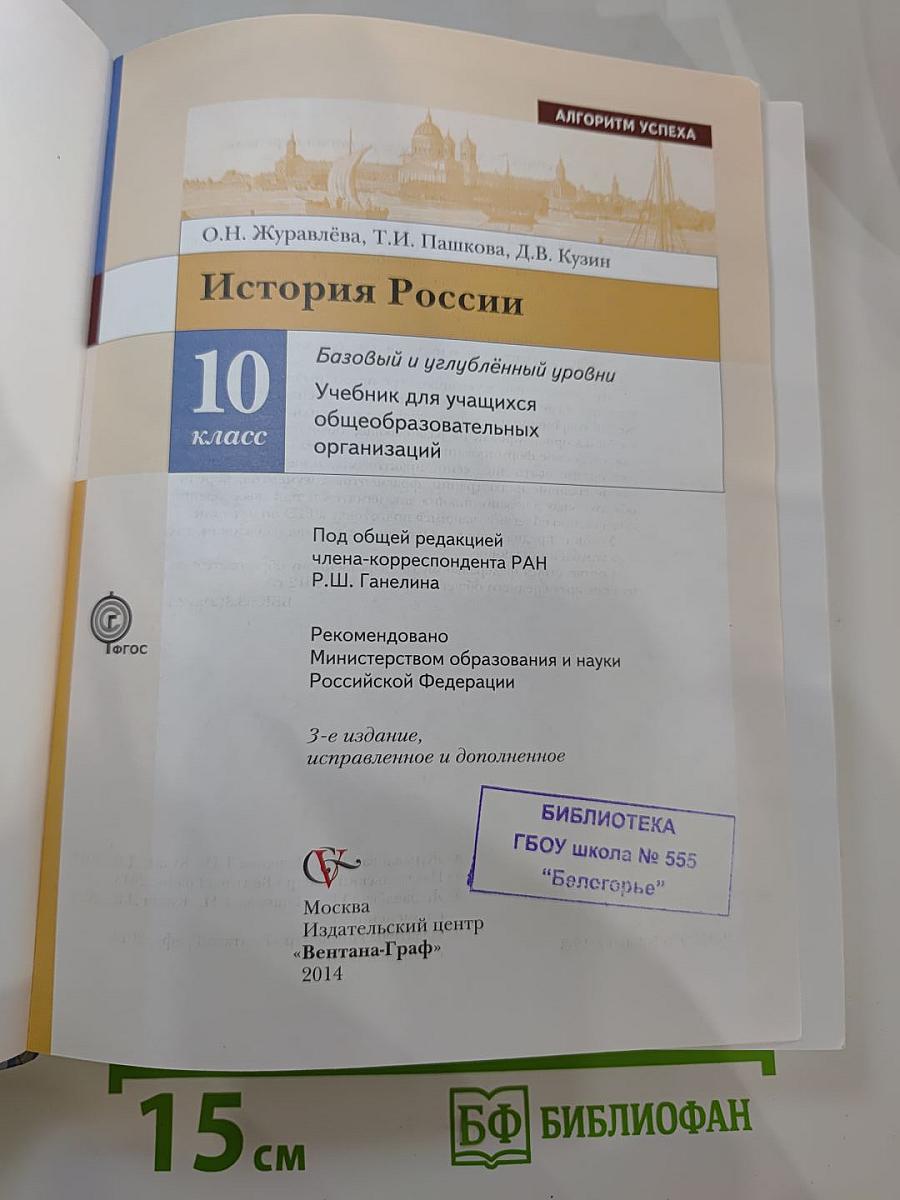 АЛГОРИТМ УСПЕХА
О.Н. Журавлёва, Т.И. Пашкова, Д.В. Кузин
История России
10
класс
Базовый и углублённый уровни
Учебник для учащихся
общеобразовательных
организаций
Под общей редакцией
члена-корреспондента РАН
Р.Ш. Ганелина
ФГОС
Рекомендовано
Министерством образования и науки
Российской Федерации
3-е издание,
исправленное и дополненное
БИБЛИОТЕКА
ГБОУ школа № 555
"Белогорье"
Москва
Издательский центр
«Вентана-Граф»
2014
15 см
БФ БИБЛИОФАН